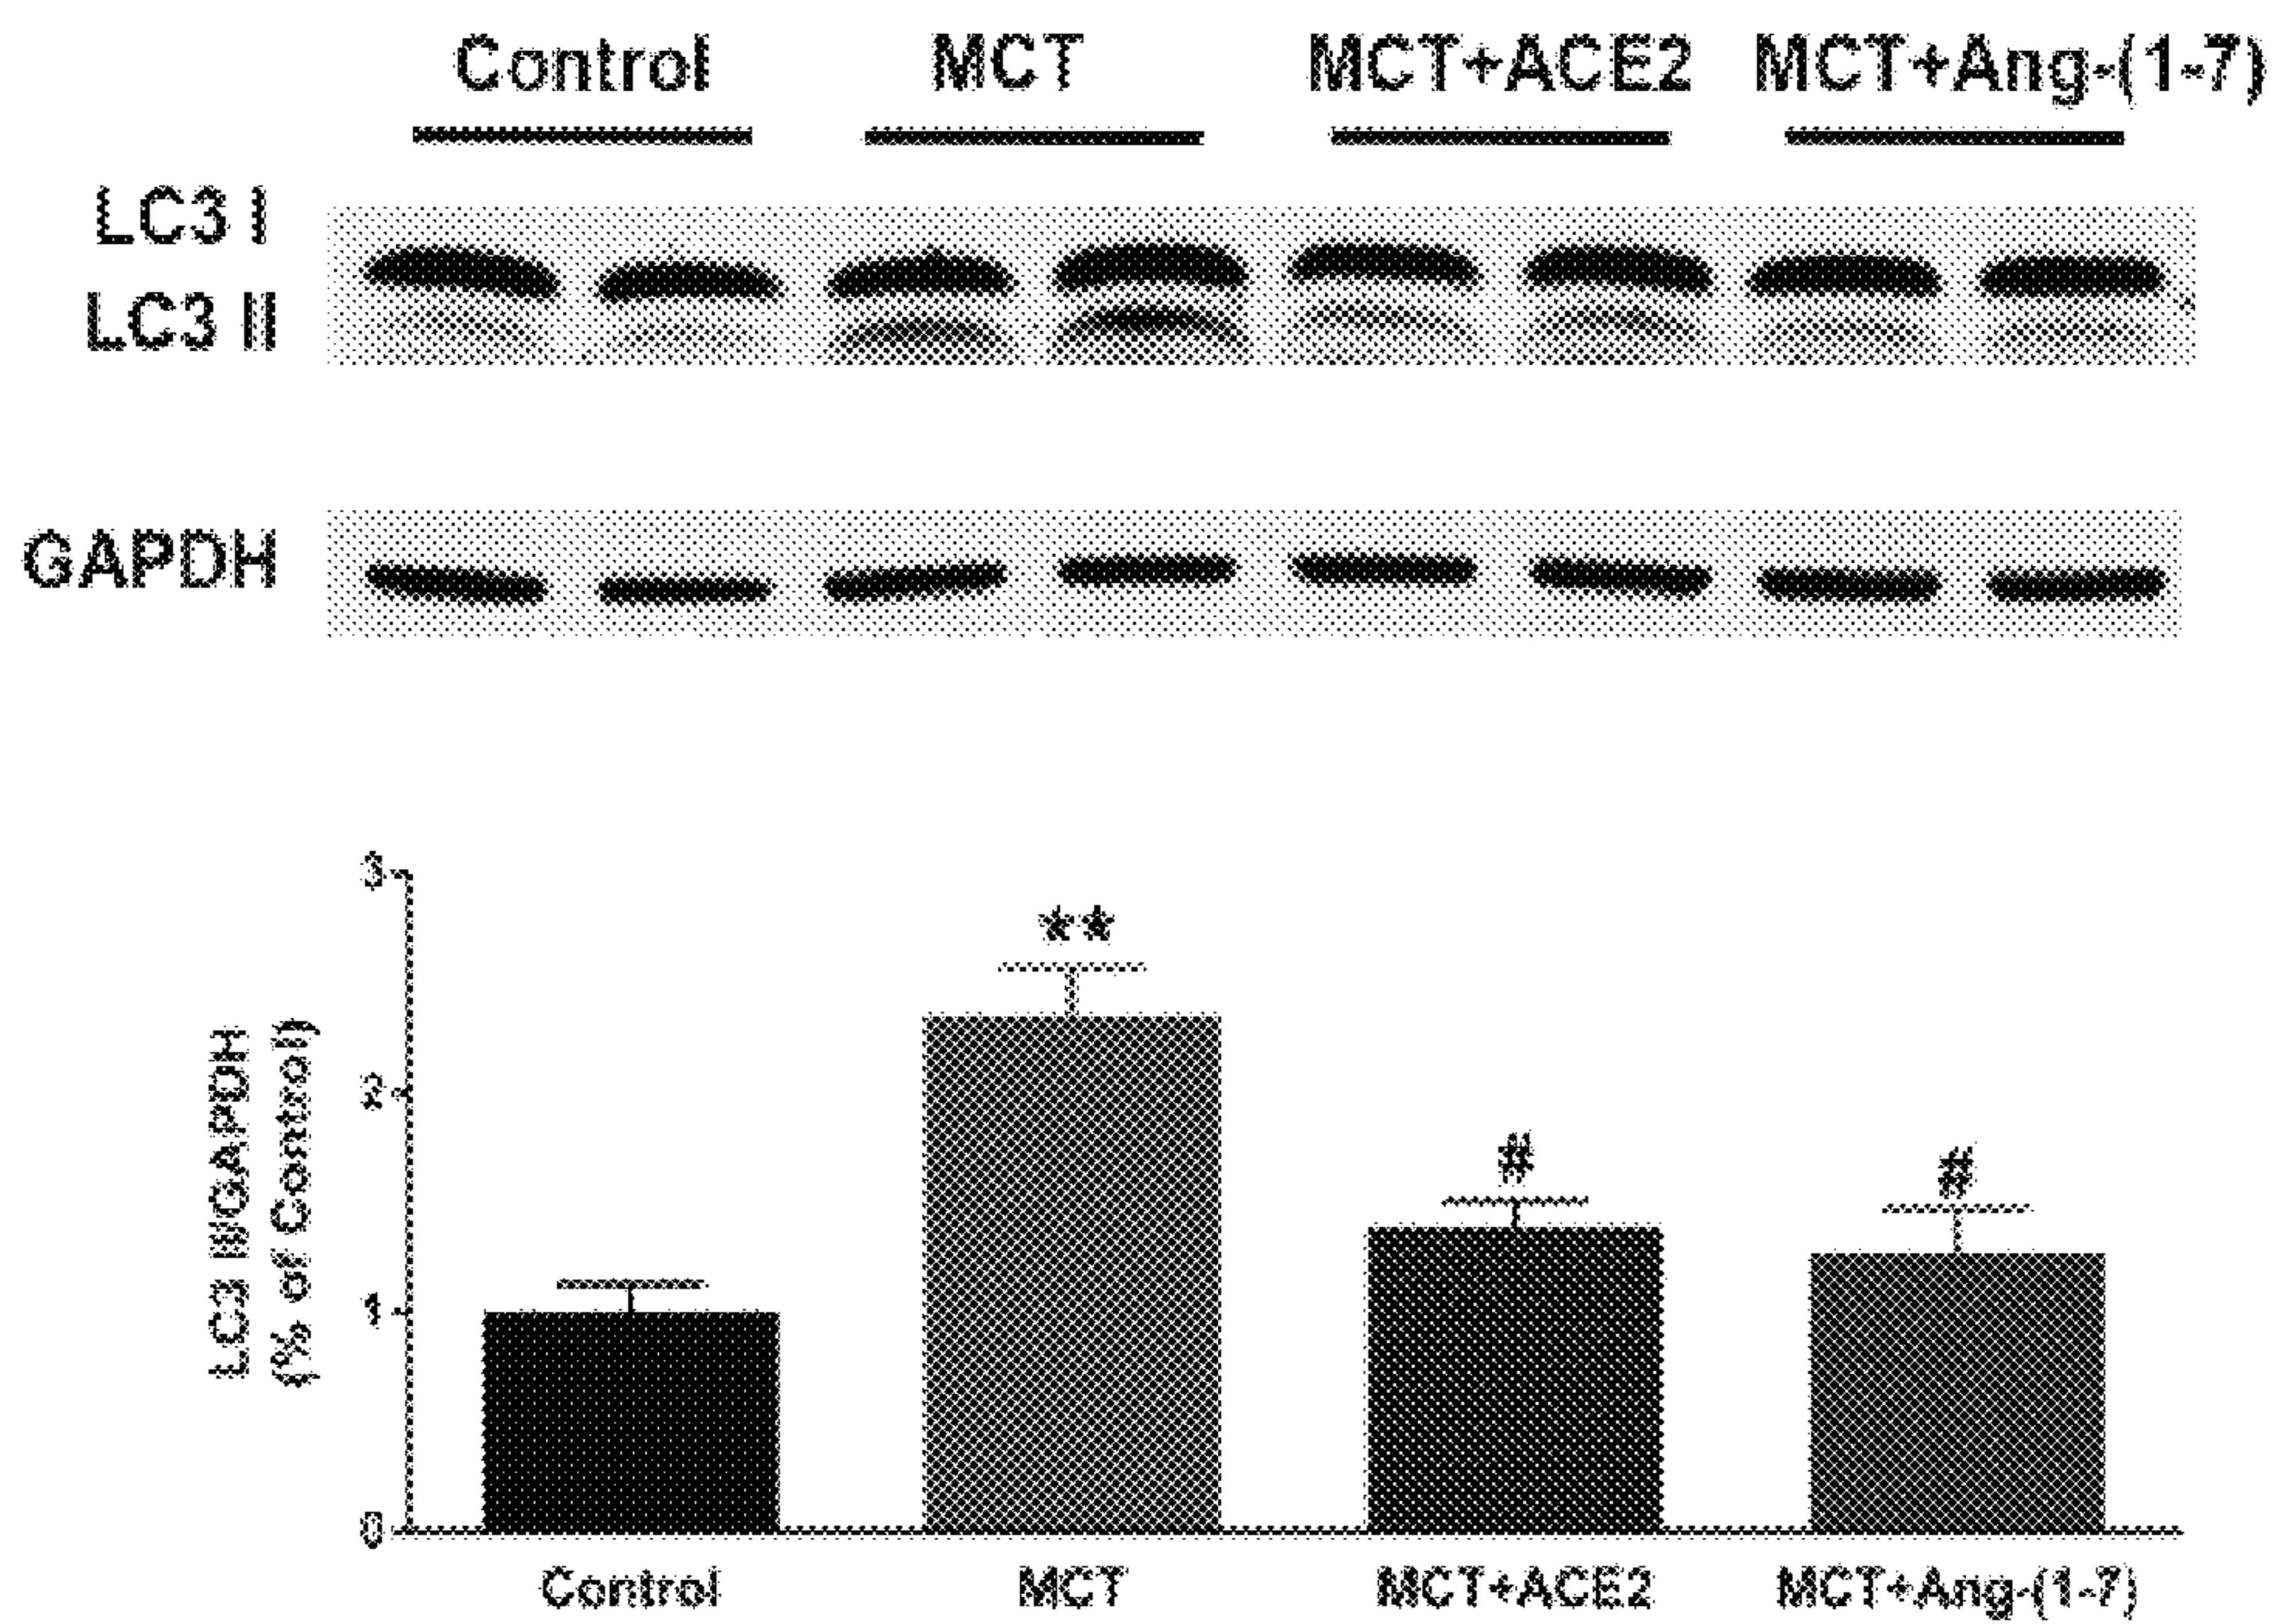 Control MCT MCT+ACE2 MCT+Ang-(1-7)
LC3 I
LC3 II
GAPDH
3
**
2
#
#
LC3 II/GAPDH
(% of Control)
1
0
Control MCT MCT+ACE2 MCT+Ang-(1-7)